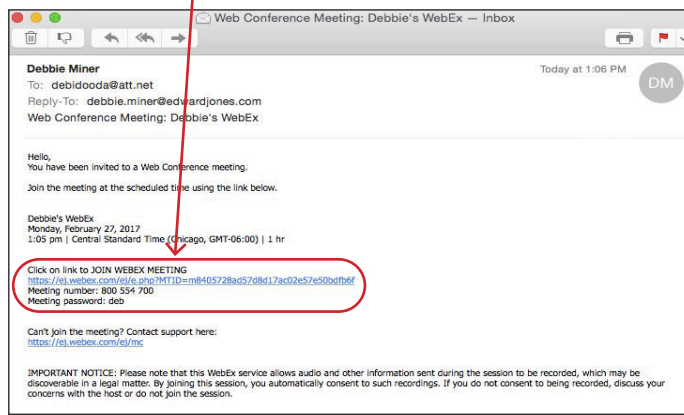 Web Conference Meeting: Debbie's WebEx — Inbox
Debbie Miner
Today at 1:06 PM
DM
To: debidooda@att.net
Reply-To: debbie.miner@edwardjones.com
Web Conference Meeting: Debbie's WebEx
Hello,
You have been invited to a Web Conference meeting.
Join the meeting at the scheduled time using the link below.
Debbie's WebEx
Monday, February 27, 2017
1:05 pm | Central Standard Time (Chicago, GMT-06:00) | 1 hr
Click on link to JOIN WEBEX MEETING
https://ej.webex.com/ej/e.php?MTID=m8405728ad57d8d17ac02e57e50bdfb6f
Meeting number: 800 554 700
Meeting password: deb
Can't join the meeting? Contact support here:
https://ej.webex.com/ej/mc
IMPORTANT NOTICE: Please note that this WebEx service allows audio and other information sent during the session to be recorded, which may be
discoverable in a legal matter. By joining this session, you automatically consent to such recordings. If you do not consent to being recorded, discuss your
concerns with the host or do not join the session.